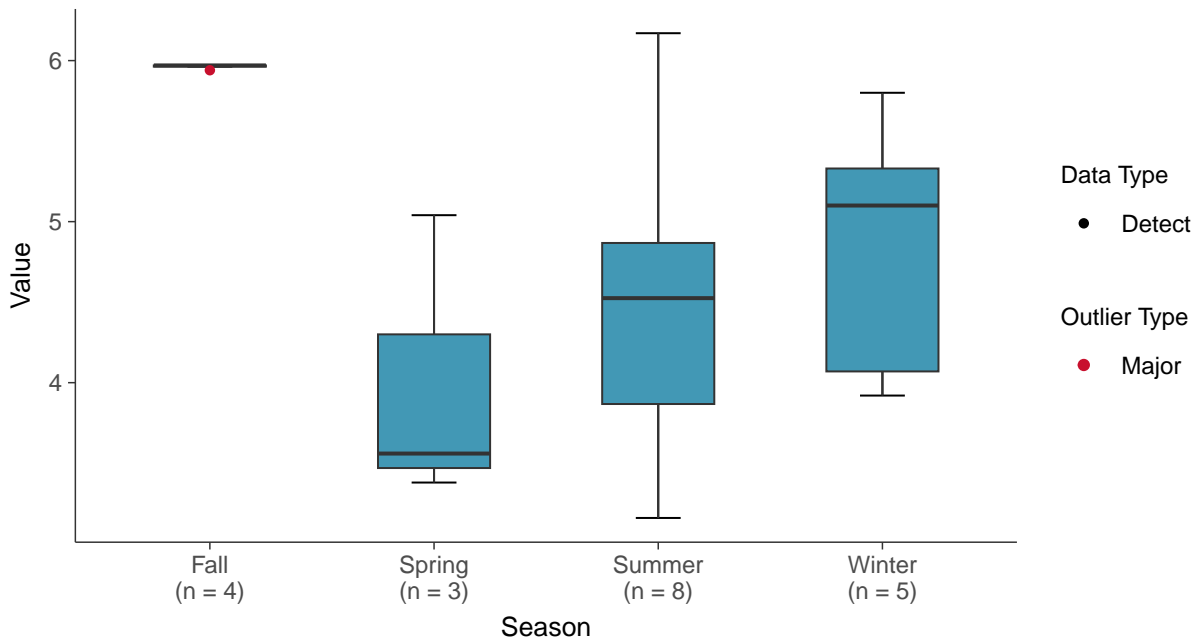 6
5
4
Value
Fall
(n = 4)
Spring
(n = 3)
Summer
(n = 8)
Winter
(n = 5)
Season
Data Type
Detect
Outlier Type
Major